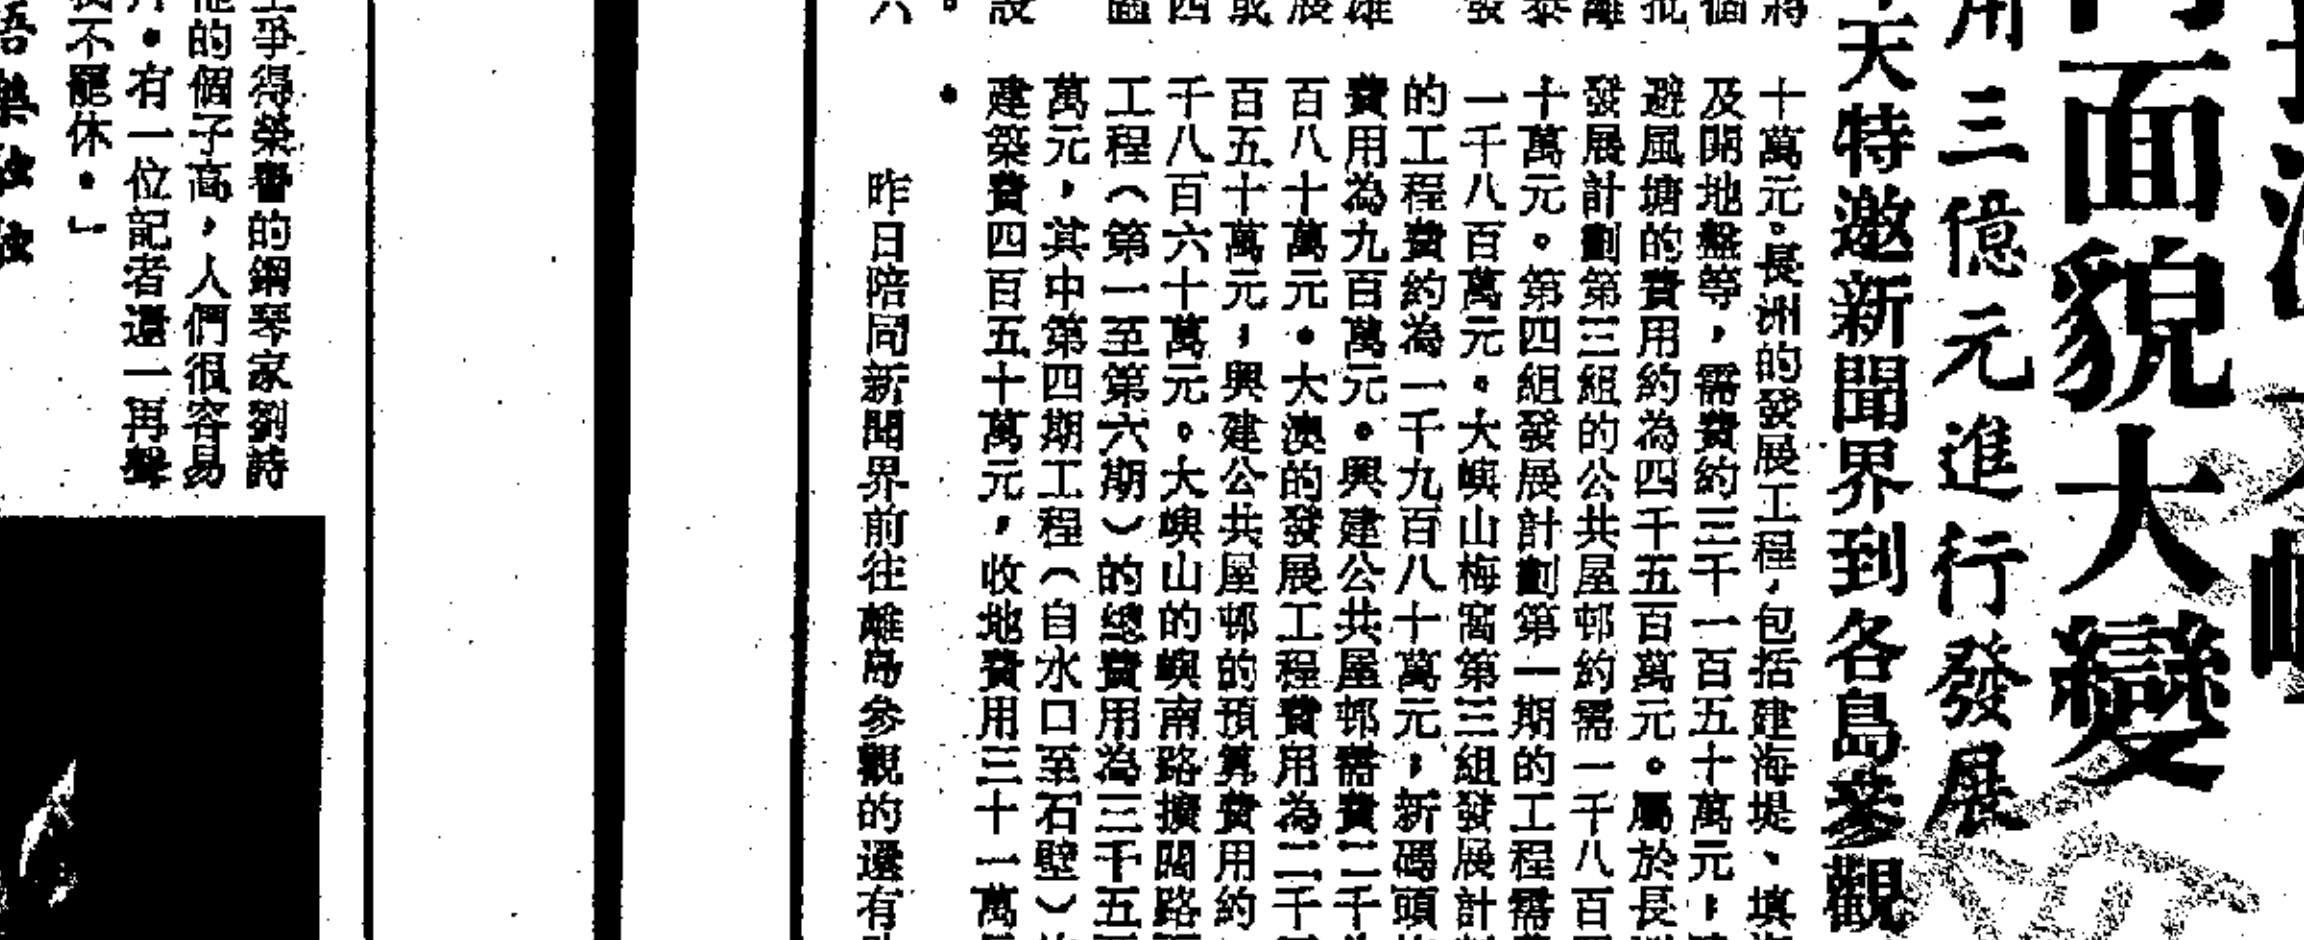 面貌大變
用三億元進行發展
天特邀新聞界到各島參觀
十萬元。長洲的發展工程，包括建海堤、填
及開地盤等，需費約三千一百五十萬元；
避風塘的費用約為四千五百萬元。屬於長
發展計劃第三組的公共屋邨約需一千八百
十萬元。第四組發展計劃第一期的工程需
一千八百萬元。大嶼山梅窩第三組發展計
的工程費約為一千九百八十萬元，新碼頭
費用為九百萬元。興建公共屋邨需費二千
百八十萬元。大澳的發展工程費用為二千
百五十萬元；興建公共屋邨的預算費用約
千八百六十萬元。大嶼山的嶼南路擴闊路
工程（第一至第六期）的總費用為三千五
萬元，其中第四期工程（自水口至石壁）
建築費四百五十萬元，收地費用三十一萬
。
昨日陪同新聞界前往離島參觀的還有
爭得榮譽的鋼琴家劉詩
的個子高，人們很容易
。有一位記者還一再聲
不罷休。」